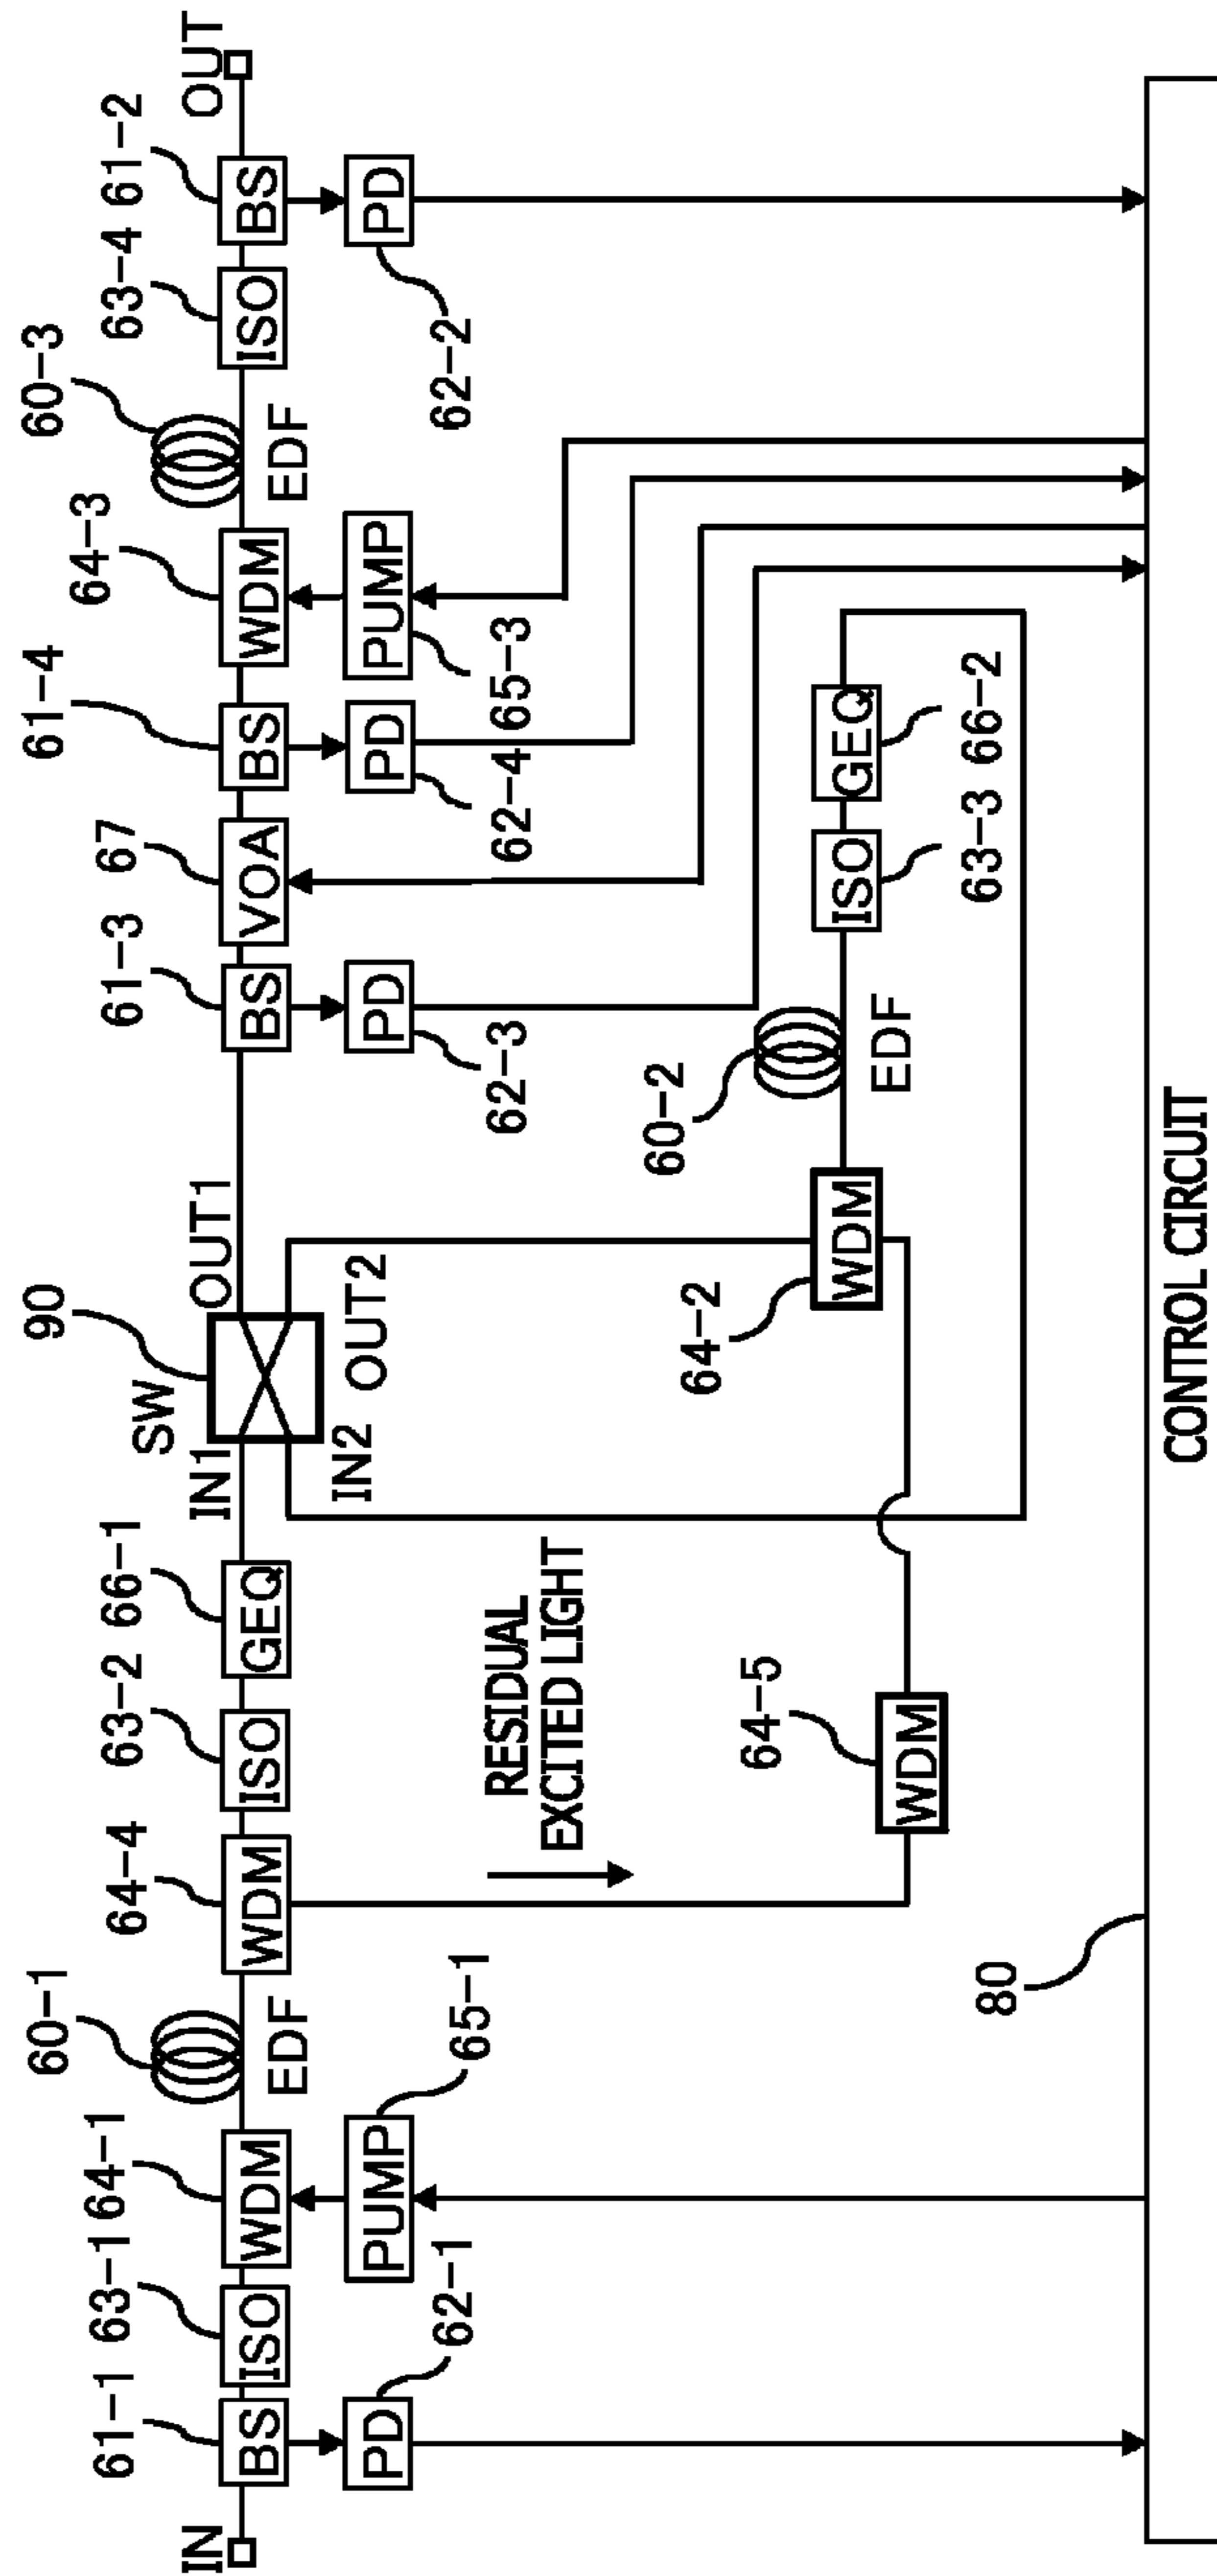 IN
61-1
BS
PD
62-1
63-1
ISO
64-1
WDM
PUMP
65-1
60-1
EDF
64-4
WDM
63-2
ISO
66-1
GEQ
RESIDUAL
EXCITED LIGHT
64-5
WDM
SW
90
IN1
IN2
OUT1
OUT2
64-2
WDM
60-2
EDF
63-3
ISO
66-2
GEQ
61-3
BS
PD
62-3
67
VOA
61-4
BS
PD
62-4
64-3
WDM
PUMP
65-3
60-3
EDF
63-4
ISO
61-2
BS
PD
62-2
OUT
80
CONTROL CIRCUIT